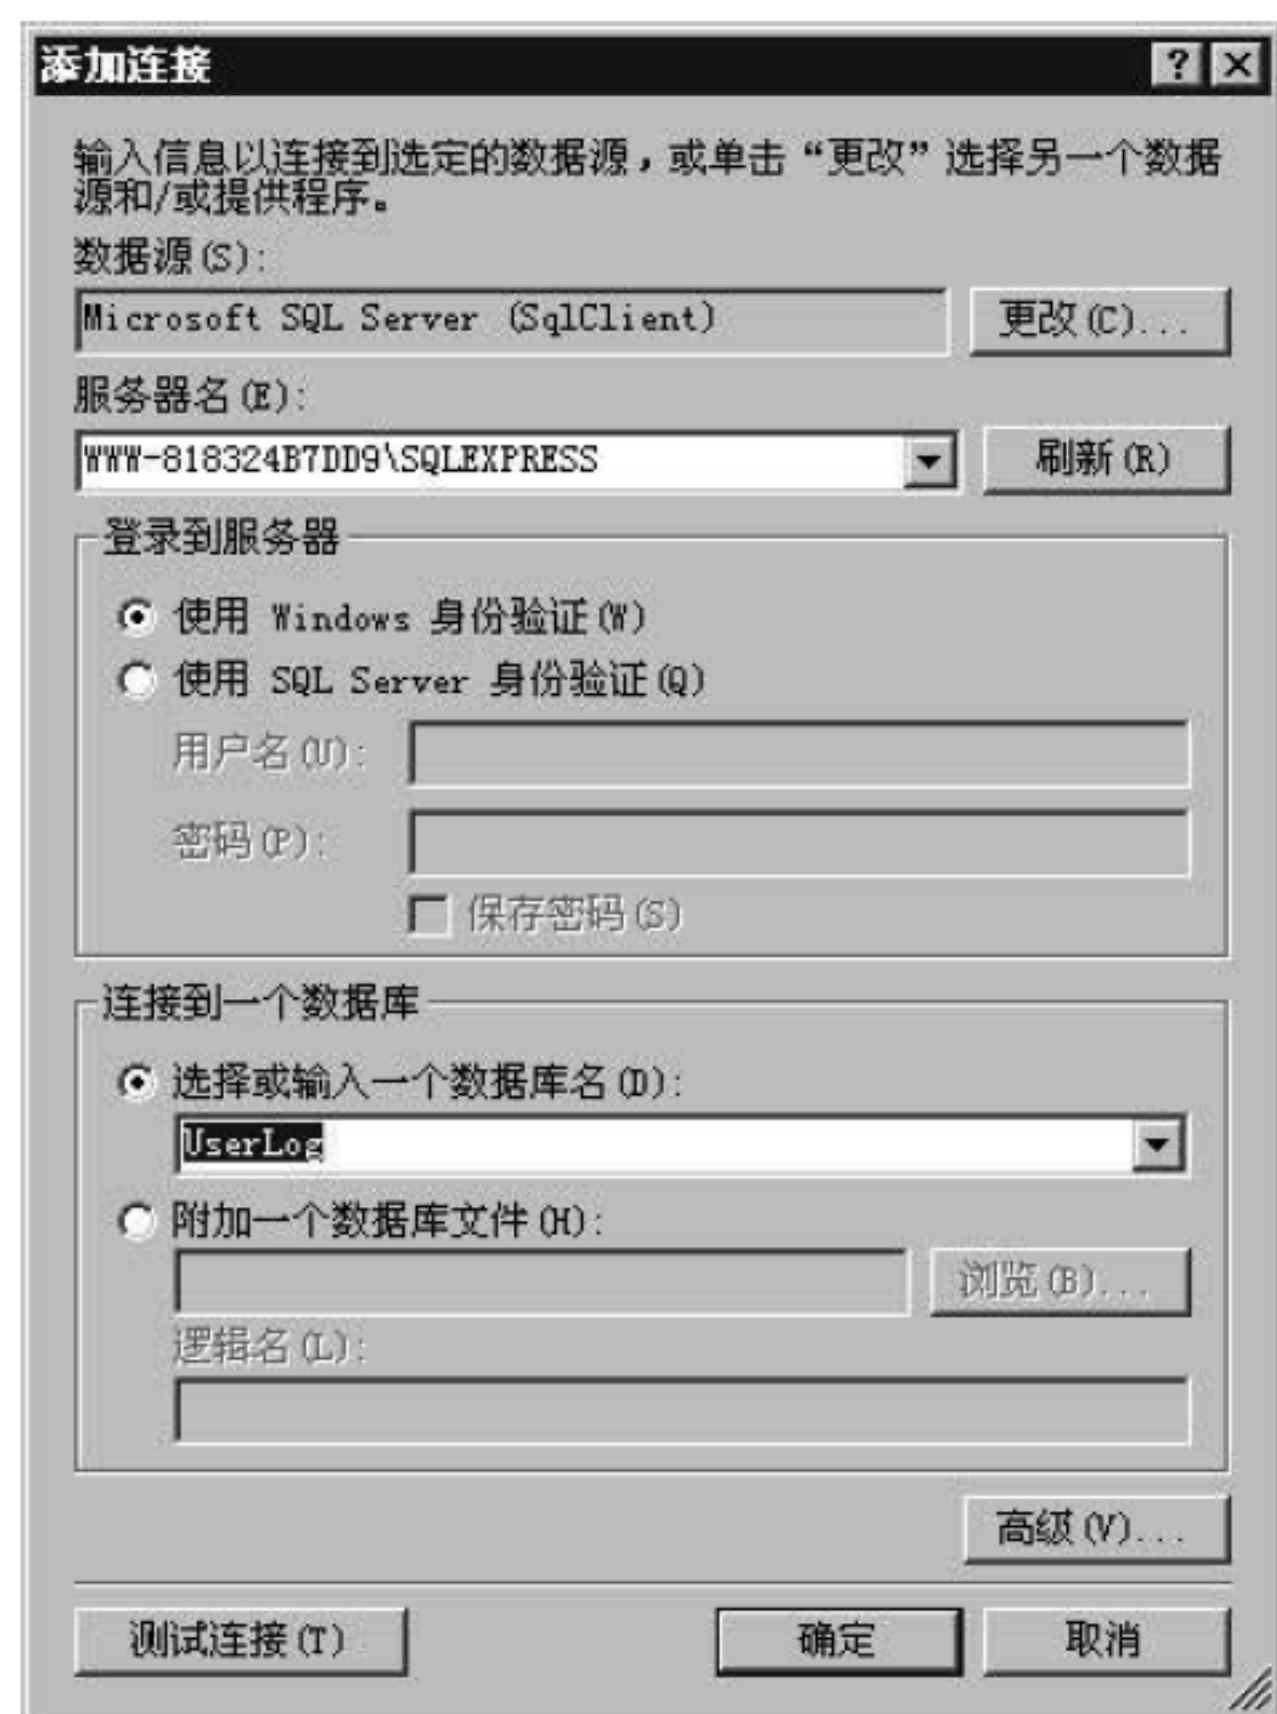 添加连接
输入信息以连接到选定的数据源，或单击“更改”选择另一个数据
源和/或提供程序。
数据源(S):
Microsoft SQL Server (SqlClient)
更改(C)...
服务器名(E):
WWW-818324B7DD9\SQLEXPRESS
刷新(R)
登录到服务器
使用 Windows 身份验证(W)
使用 SQL Server 身份验证(Q)
用户名(U):
密码(P):
保存密码(S)
连接到一个数据库
选择或输入一个数据库名(D):
UserLog
附加一个数据库文件(H):
浏览(B)...
逻辑名(L):
高级(V)...
测试连接(T)
确定
取消